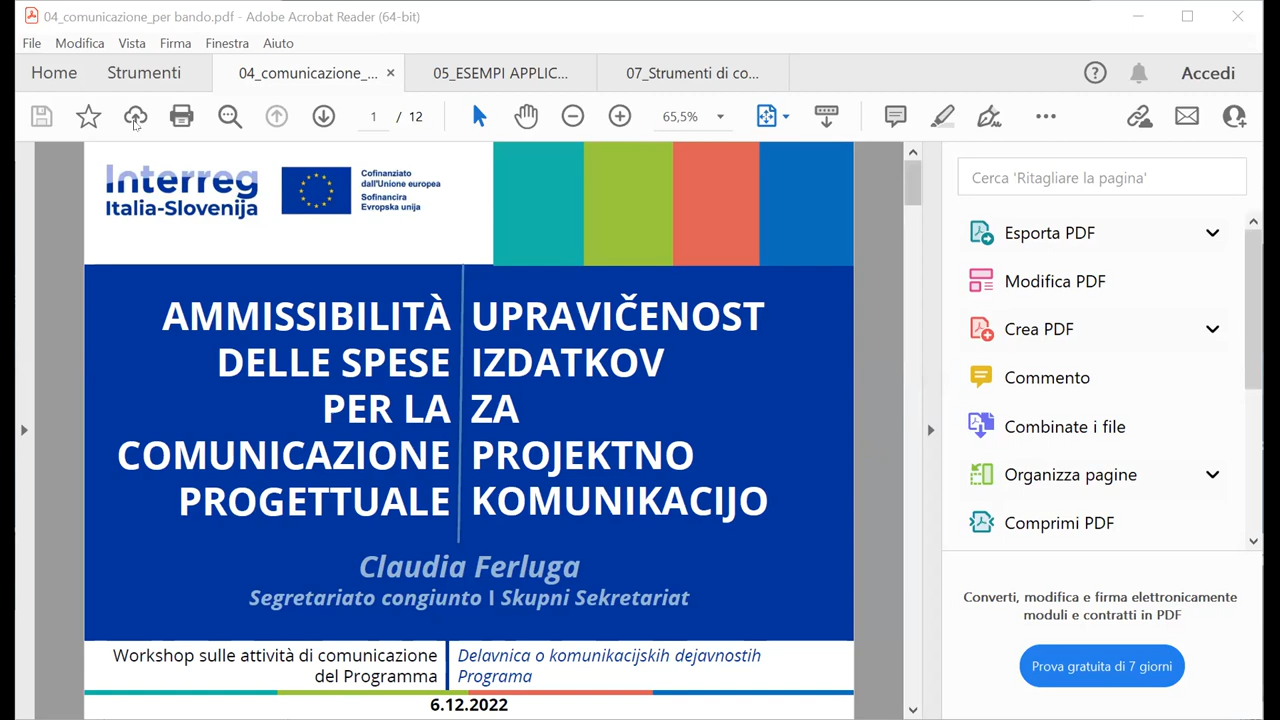 04_comunicazione_per bando.pdf - Adobe Acrobat Reader (64-bit)
File Modifica Vista Firma Finestra Aiuto
Home Strumenti 04_comunicazione_... × 05_ESEMPI APPLIC... 07_Strumenti di co... Accedi
1 / 12 65,5%
Interreg
Italia-Slovenija
Cofinanziato
dall'Unione europea
Sofinancira
Evropska unija
AMMISSIBILITÀ
DELLE SPESE
PER LA
COMUNICAZIONE
PROGETTUALE
UPRAVIČENOST
IZDATKOV
ZA
PROJEKTNO
KOMUNIKACIJO
Claudia Ferluga
Segretariato congiunto I Skupni Sekretariat
Workshop sulle attività di comunicazione
del Programma
Delavnica o komunikacijskih dejavnostih
Programa
6.12.2022
Cerca 'Ritagliare la pagina'
Esporta PDF
Modifica PDF
Crea PDF
Commento
Combinate i file
Organizza pagine
Comprimi PDF
Converti, modifica e firma elettronicamente
moduli e contratti in PDF
Prova gratuita di 7 giorni